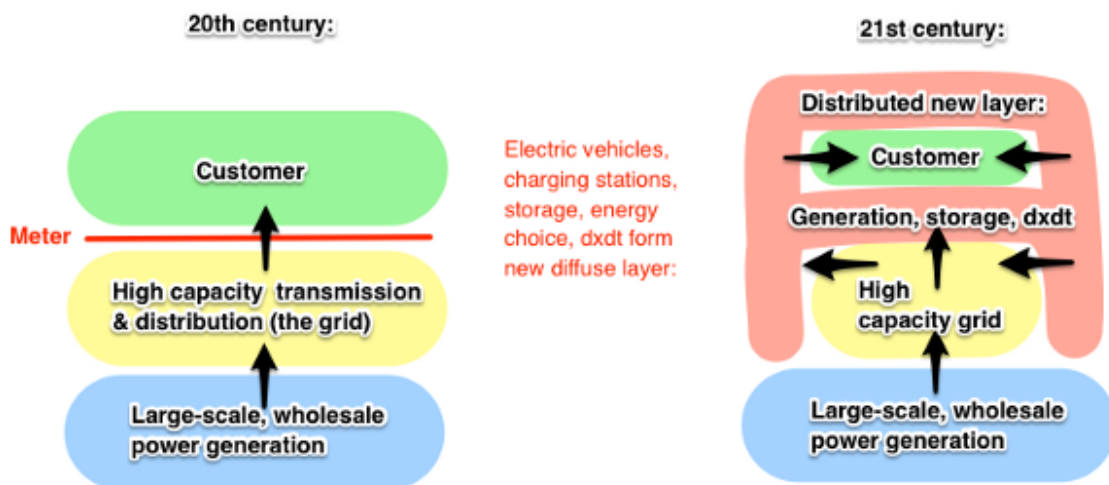 20th century:
21st century:
Customer
Meter
High capacity transmission
& distribution (the grid)
Large-scale, wholesale
power generation
Electric vehicles,
charging stations,
storage, energy
choice, dxdt form
new diffuse layer:
Distributed new layer:
Customer
Generation, storage, dxdt
High
capacity grid
Large-scale, wholesale
power generation